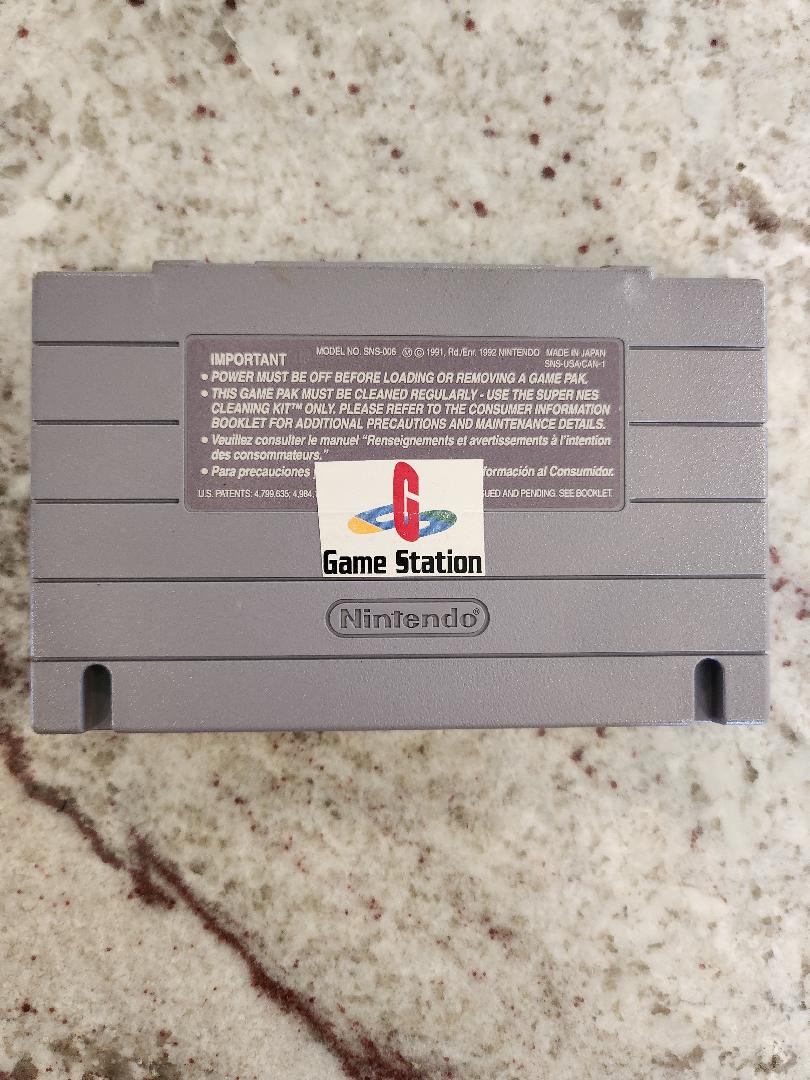 IMPORTANT
MODEL NO. SNS-006 Ⓜ © 1991, Rd./Enr. 1992 NINTENDO MADE IN JAPAN
SNS-USA/CAN-1
• POWER MUST BE OFF BEFORE LOADING OR REMOVING A GAME PAK.
• THIS GAME PAK MUST BE CLEANED REGULARLY - USE THE SUPER NES
CLEANING KIT™ ONLY. PLEASE REFER TO THE CONSUMER INFORMATION
BOOKLET FOR ADDITIONAL PRECAUTIONS AND MAINTENANCE DETAILS.
• Veuillez consulter le manuel "Renseignements et avertissements à l'intention
des consommateurs."
• Para precauciones formación al Consumidor.
U.S. PATENTS: 4,799,635; 4,984, UED AND PENDING. SEE BOOKLET.
G
Game Station
Nintendo®